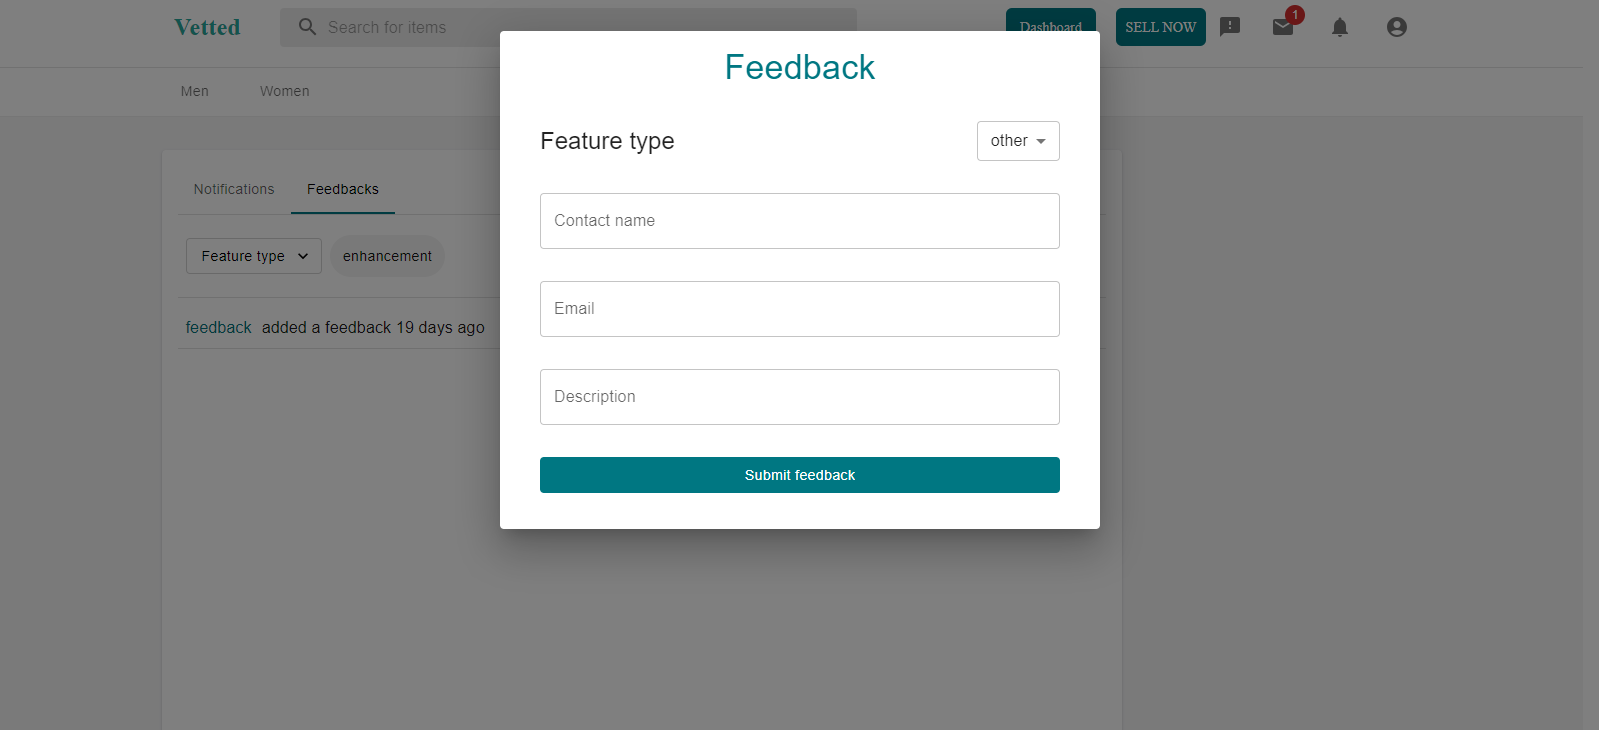 Vetted
Search for items
Dashboard
SELL NOW
1
Men
Women
Notifications
Feedbacks
Feature type
enhancement
feedback added a feedback 19 days ago
Feedback
Feature type
other
Contact name
Email
Description
Submit feedback